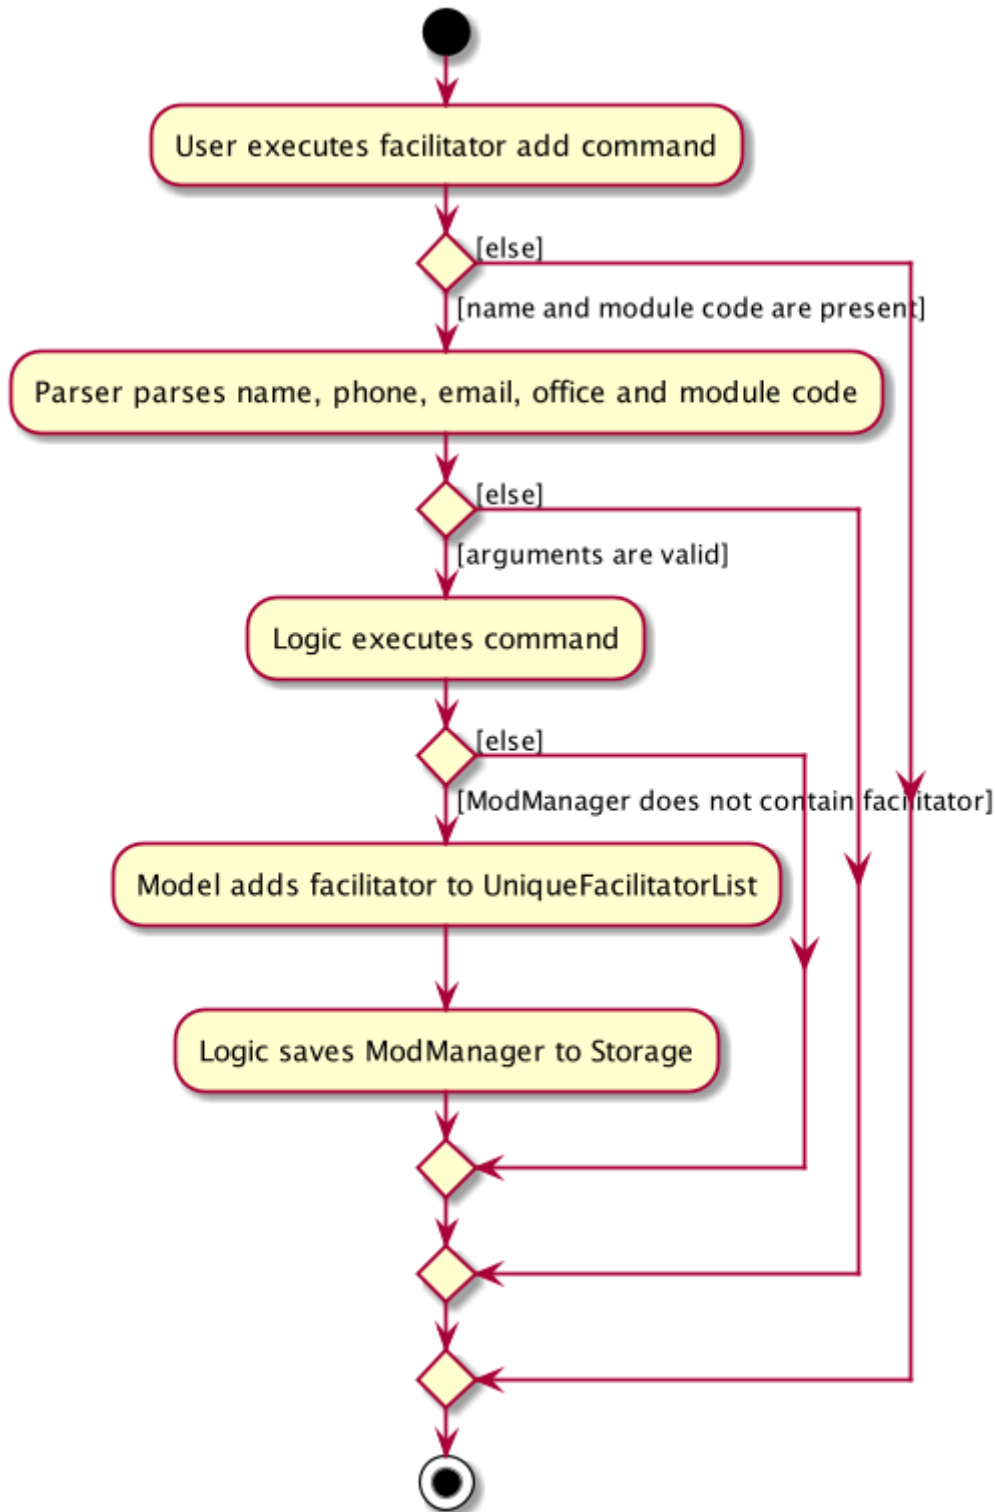 User executes facilitator add command
[else]
[name and module code are present]
Parser parses name, phone, email, office and module code
[else]
[arguments are valid]
Logic executes command
[else]
[ModManager does not contain facilitator]
Model adds facilitator to UniqueFacilitatorList
Logic saves ModManager to Storage